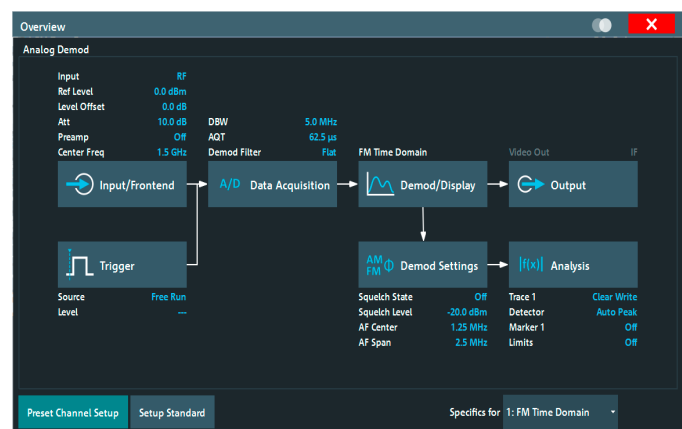 Overview
Analog Demod
Input RF
Ref Level 0.0 dBm
Level Offset 0.0 dB
Att 10.0 dB DBW 5.0 MHz
Preamp Off AQT 62.5 µs
Center Freq 1.5 GHz Demod Filter Flat FM Time Domain Video Out IF
Input/Frontend A/D Data Acquisition Demod/Display Output
Trigger AM FM Φ Demod Settings |f(x)| Analysis
Source Free Run Squelch State Off Trace 1 Clear Write
Level --- Squelch Level -20.0 dBm Detector Auto Peak
AF Center 1.25 MHz Marker 1 Off
AF Span 2.5 MHz Limits Off
Preset Channel Setup Setup Standard Specifics for 1: FM Time Domain